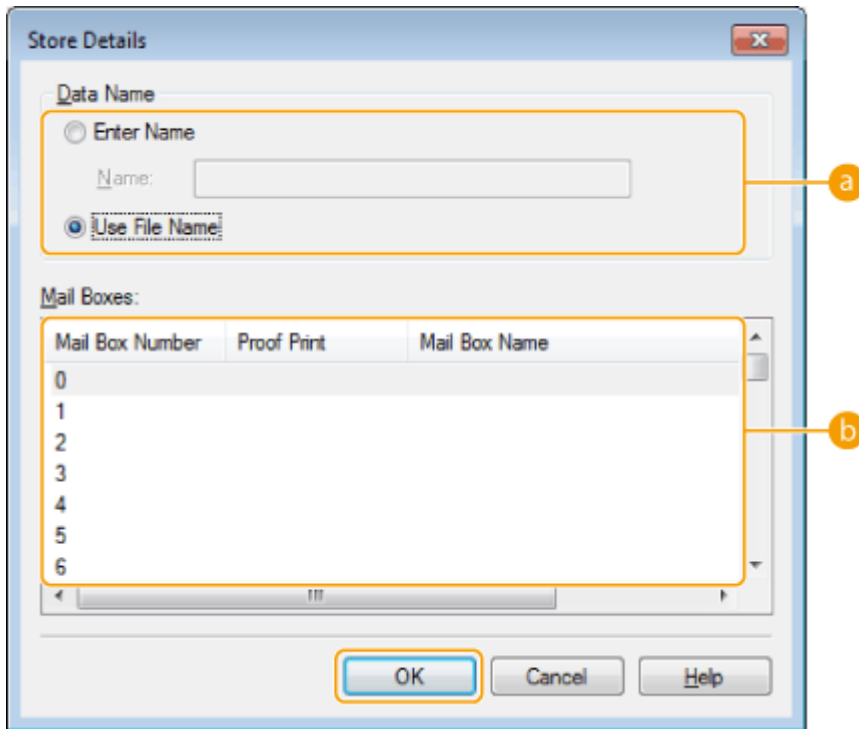 Store Details
Data Name
Enter Name
Name:
a
Use File Name
Mail Boxes:
Mail Box Number Proof Print Mail Box Name
0
1
2
3
b
4
5
6
OK Cancel Help